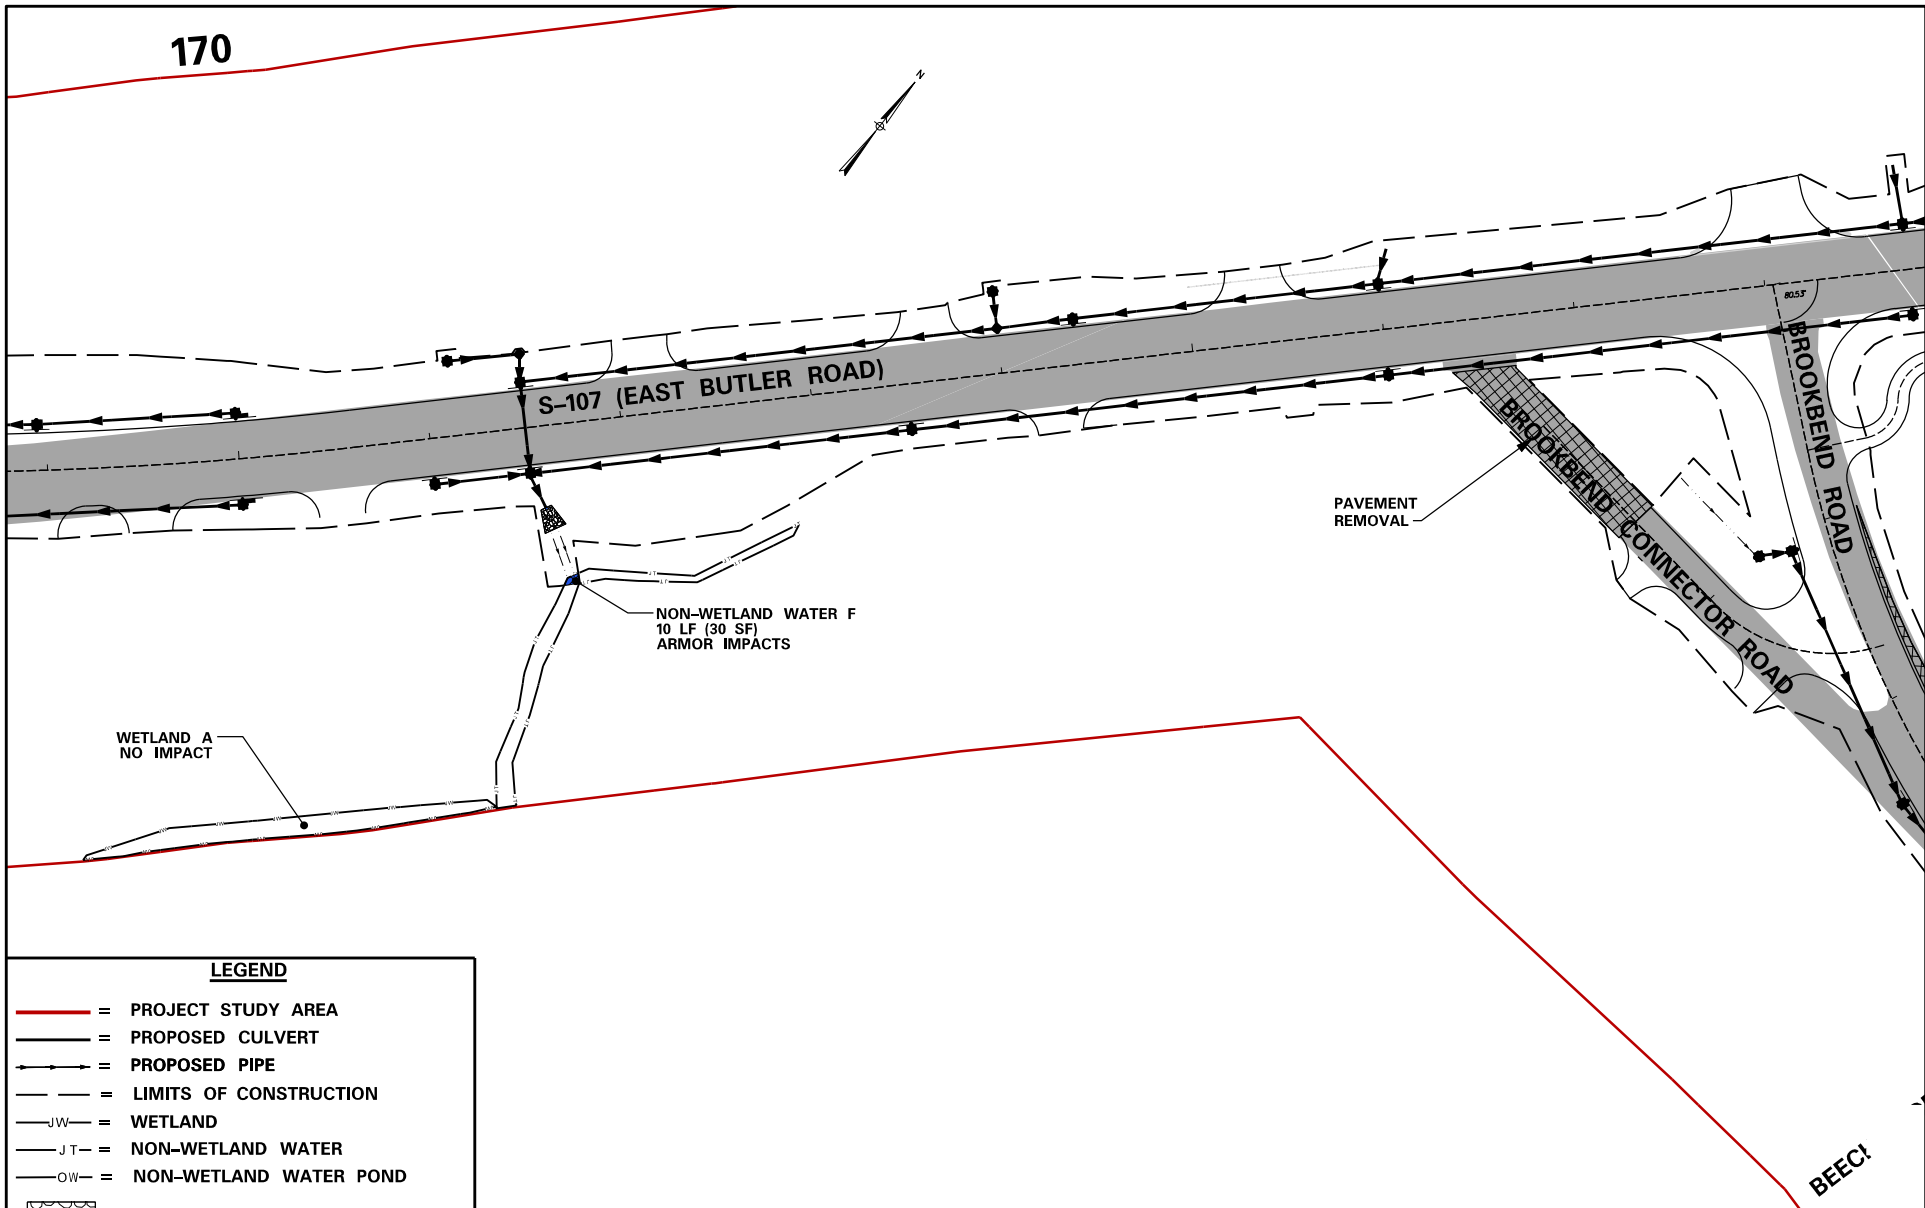 170
N
80.53'
S-107 (EAST BUTLER ROAD)
BROOKBEND ROAD
BROOKBEND CONNECTOR ROAD
PAVEMENT
REMOVAL
NON-WETLAND WATER F
10 LF (30 SF)
ARMOR IMPACTS
WETLAND A
NO IMPACT
LEGEND
= PROJECT STUDY AREA
= PROPOSED CULVERT
= PROPOSED PIPE
= LIMITS OF CONSTRUCTION
JW = WETLAND
JT = NON-WETLAND WATER
OW = NON-WETLAND WATER POND